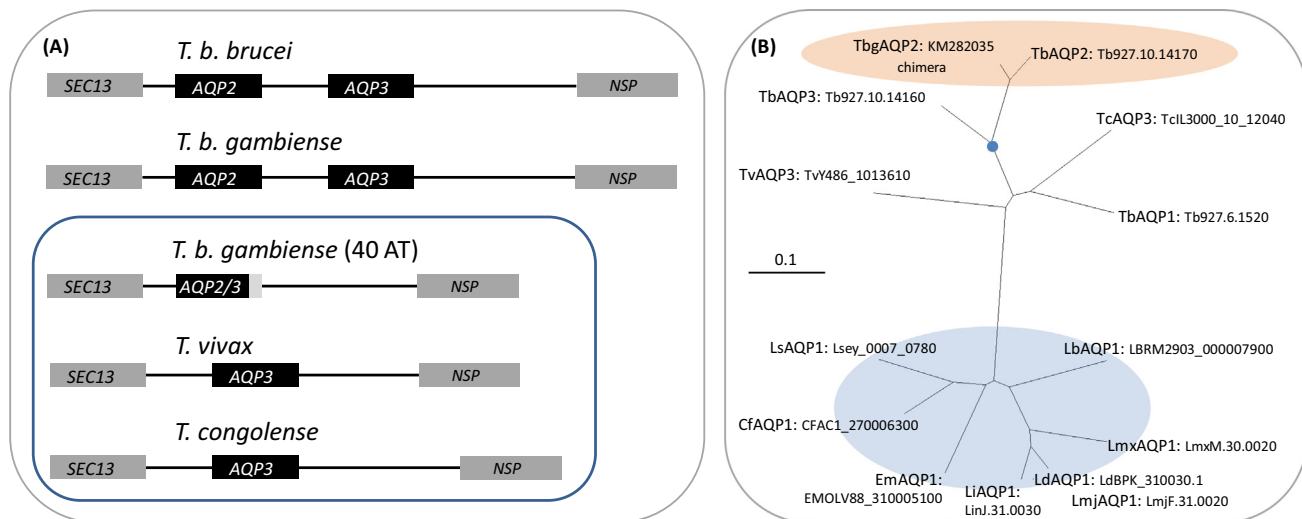 (A)
T. b. brucei
SEC13 AQP2 AQP3 NSP
T. b. gambiense
SEC13 AQP2 AQP3 NSP
T. b. gambiense (40 AT)
SEC13 AQP2/3 NSP
T. vivax
SEC13 AQP3 NSP
T. congolense
SEC13 AQP3 NSP
(B)
TbgAQP2: KM282035
chimera
TbAQP2: Tb927.10.14170
TbAQP3: Tb927.10.14160
TcAQP3: TcIL3000_10_12040
TvAQP3: TvY486_1013610
TbAQP1: Tb927.6.1520
0.1
LsAQP1: Lsey_0007_0780
LbAQP1: LBRM2903_000007900
CfAQP1: CFAC1_270006300
LmxAQP1: LmxM.30.0020
EmAQP1:
EMOLV88_310005100
LiAQP1:
LinJ.31.0030
LdAQP1: LdBPK_310030.1
LmjAQP1: LmjF.31.0020